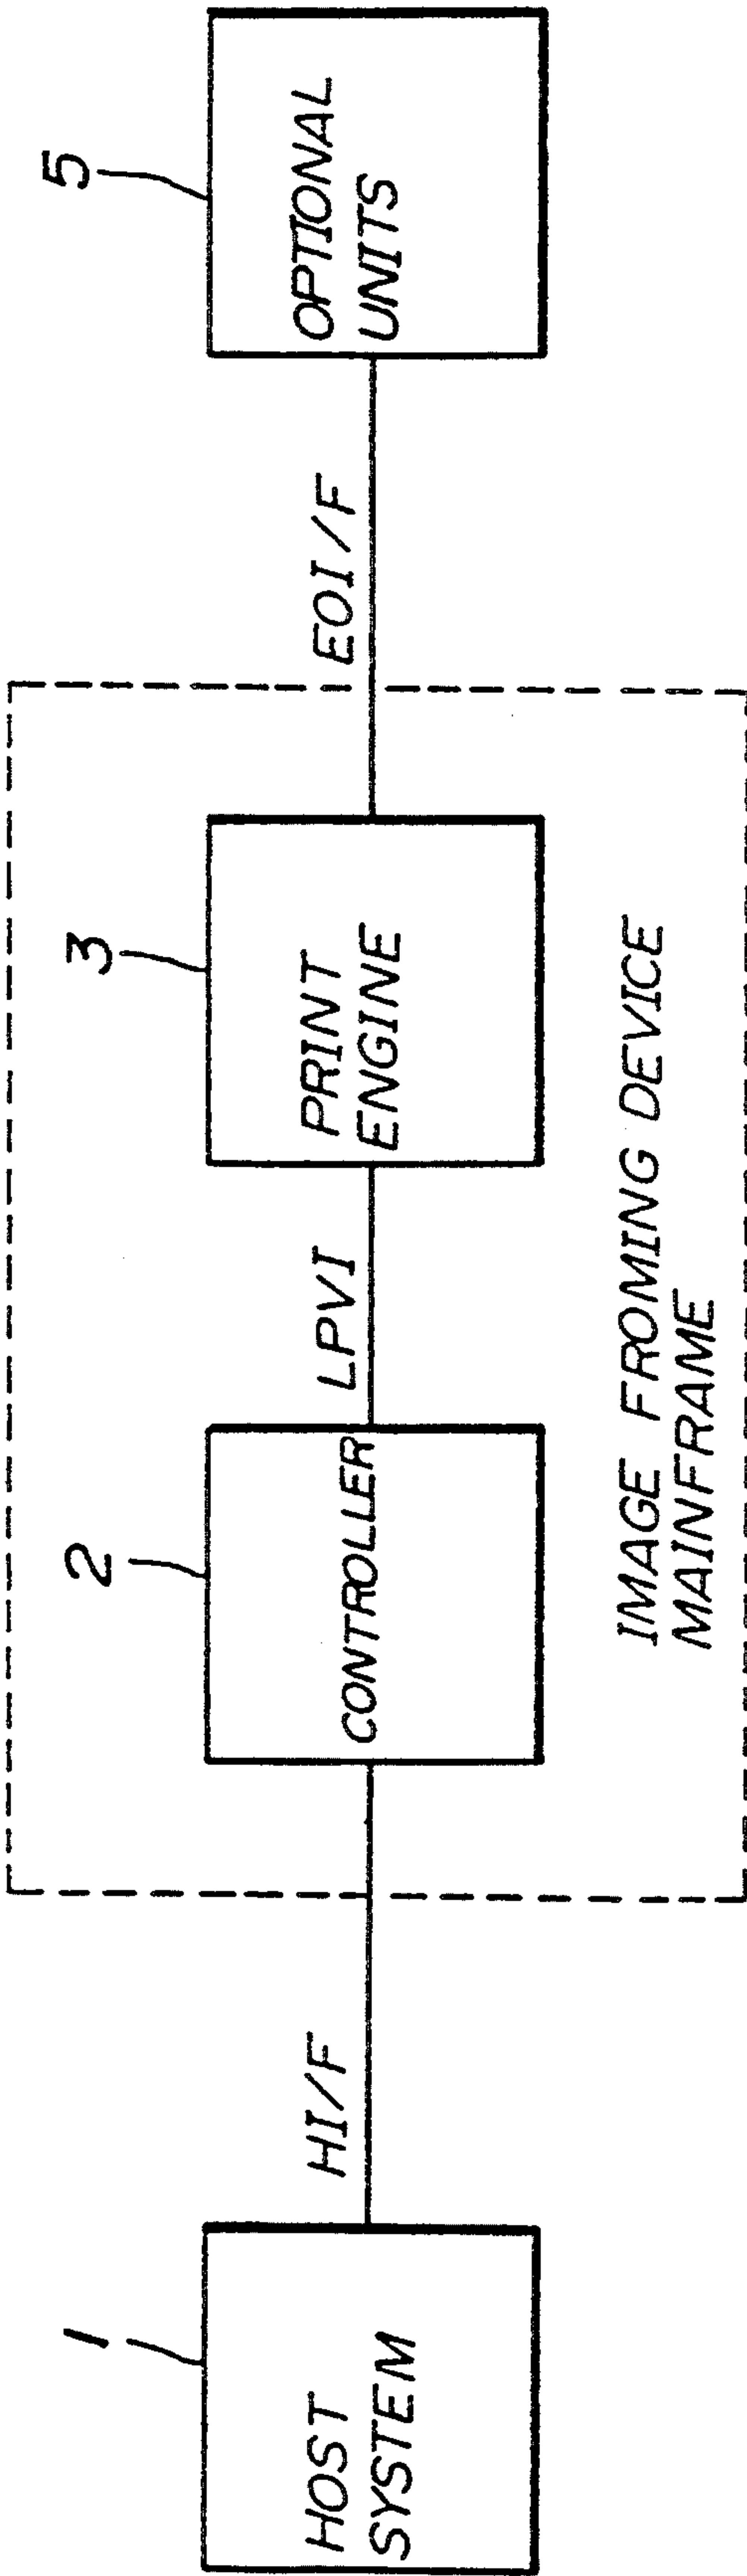 1
HOST
SYSTEM
HI/F
2
CONTROLLER
LPVI
3
PRINT
ENGINE
EOI/F
5
OPTIONAL
UNITS
IMAGE FROMING DEVICE
MAINFRAME